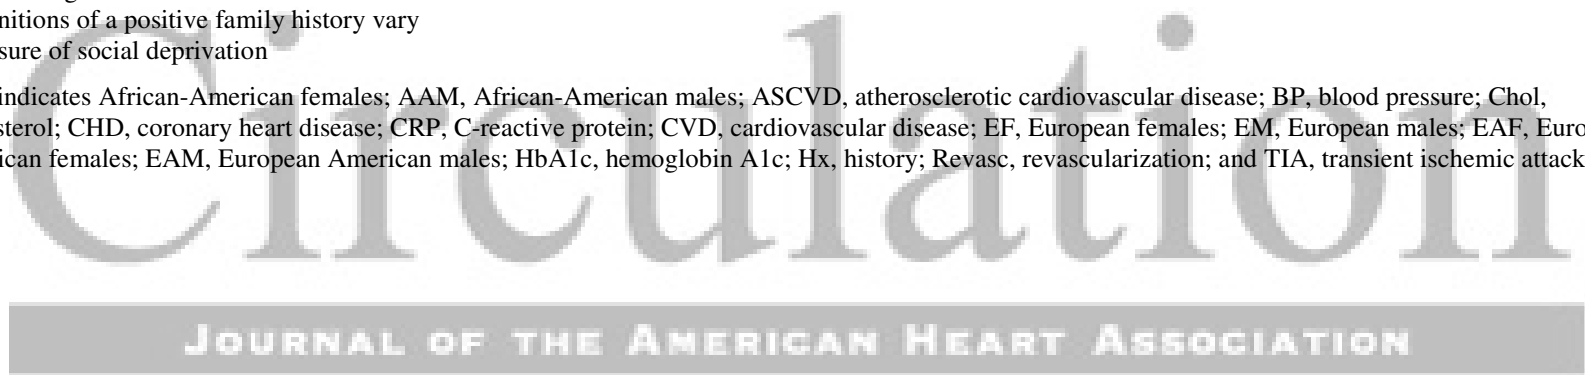 nitions of a positive family history vary
sure of social deprivation
indicates African-American females; AAM, African-American males; ASCVD, atherosclerotic cardiovascular disease; BP, blood pressure; Chol,
sterol; CHD, coronary heart disease; CRP, C-reactive protein; CVD, cardiovascular disease; EF, European females; EM, European males; EAF, Euro
ican females; EAM, European American males; HbA1c, hemoglobin A1c; Hx, history; Revasc, revascularization; and TIA, transient ischemic attack
Circulation
JOURNAL OF THE AMERICAN HEART ASSOCIATION